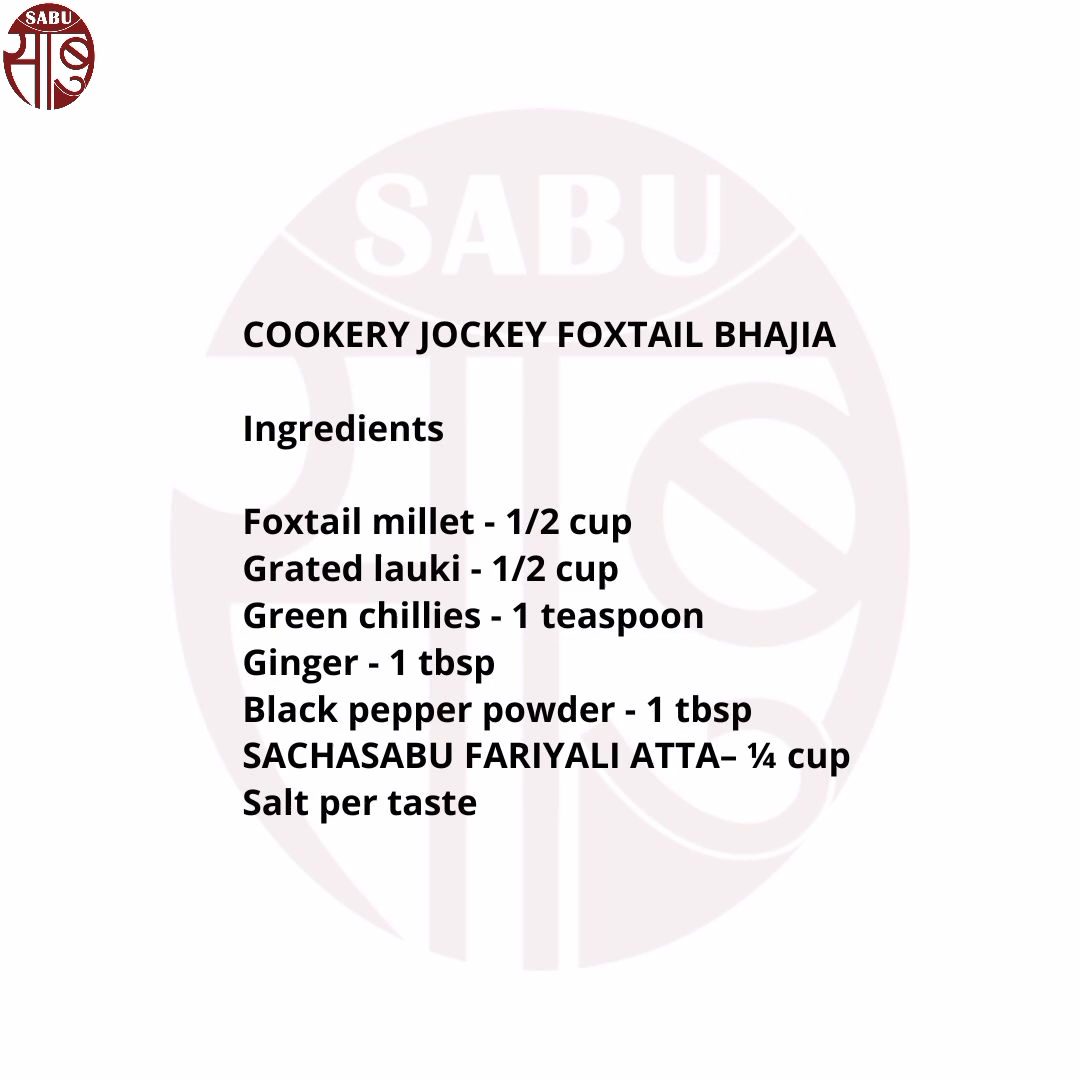 SABU
साबु
SABU
COOKERY JOCKEY FOXTAIL BHAJIA
Ingredients
Foxtail millet - 1/2 cup
Grated lauki - 1/2 cup
Green chillies - 1 teaspoon
Ginger - 1 tbsp
Black pepper powder - 1 tbsp
SACHASABU FARIYALI ATTA– ¼ cup
Salt per taste
साबु